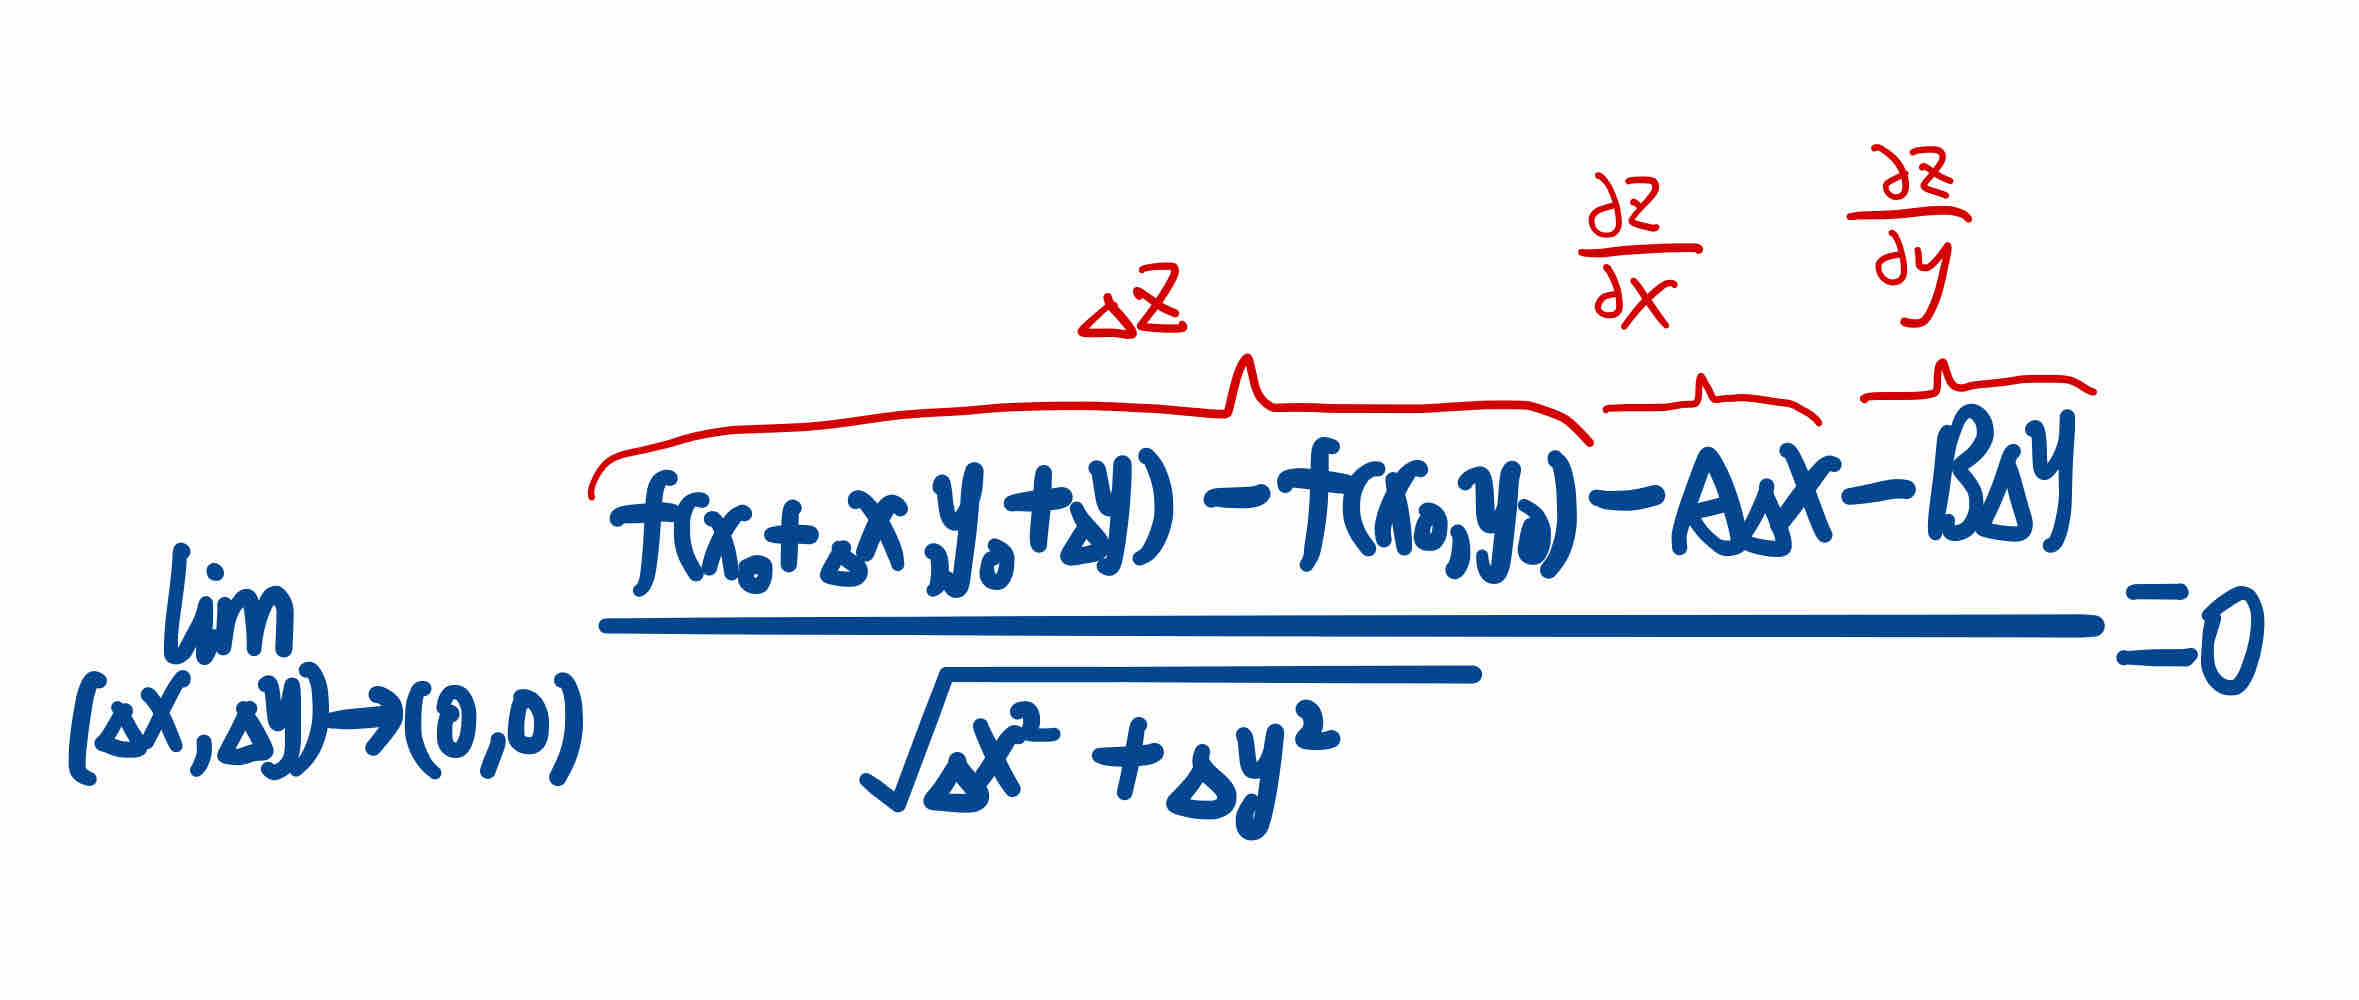 ∂z/∂x ∂z/∂y
Δz
f(x₀+Δx,y₀+Δy) − f(x₀,y₀) − AΔx − BΔy
lim = 0
(Δx,Δy)→(0,0)
√Δx² + Δy²